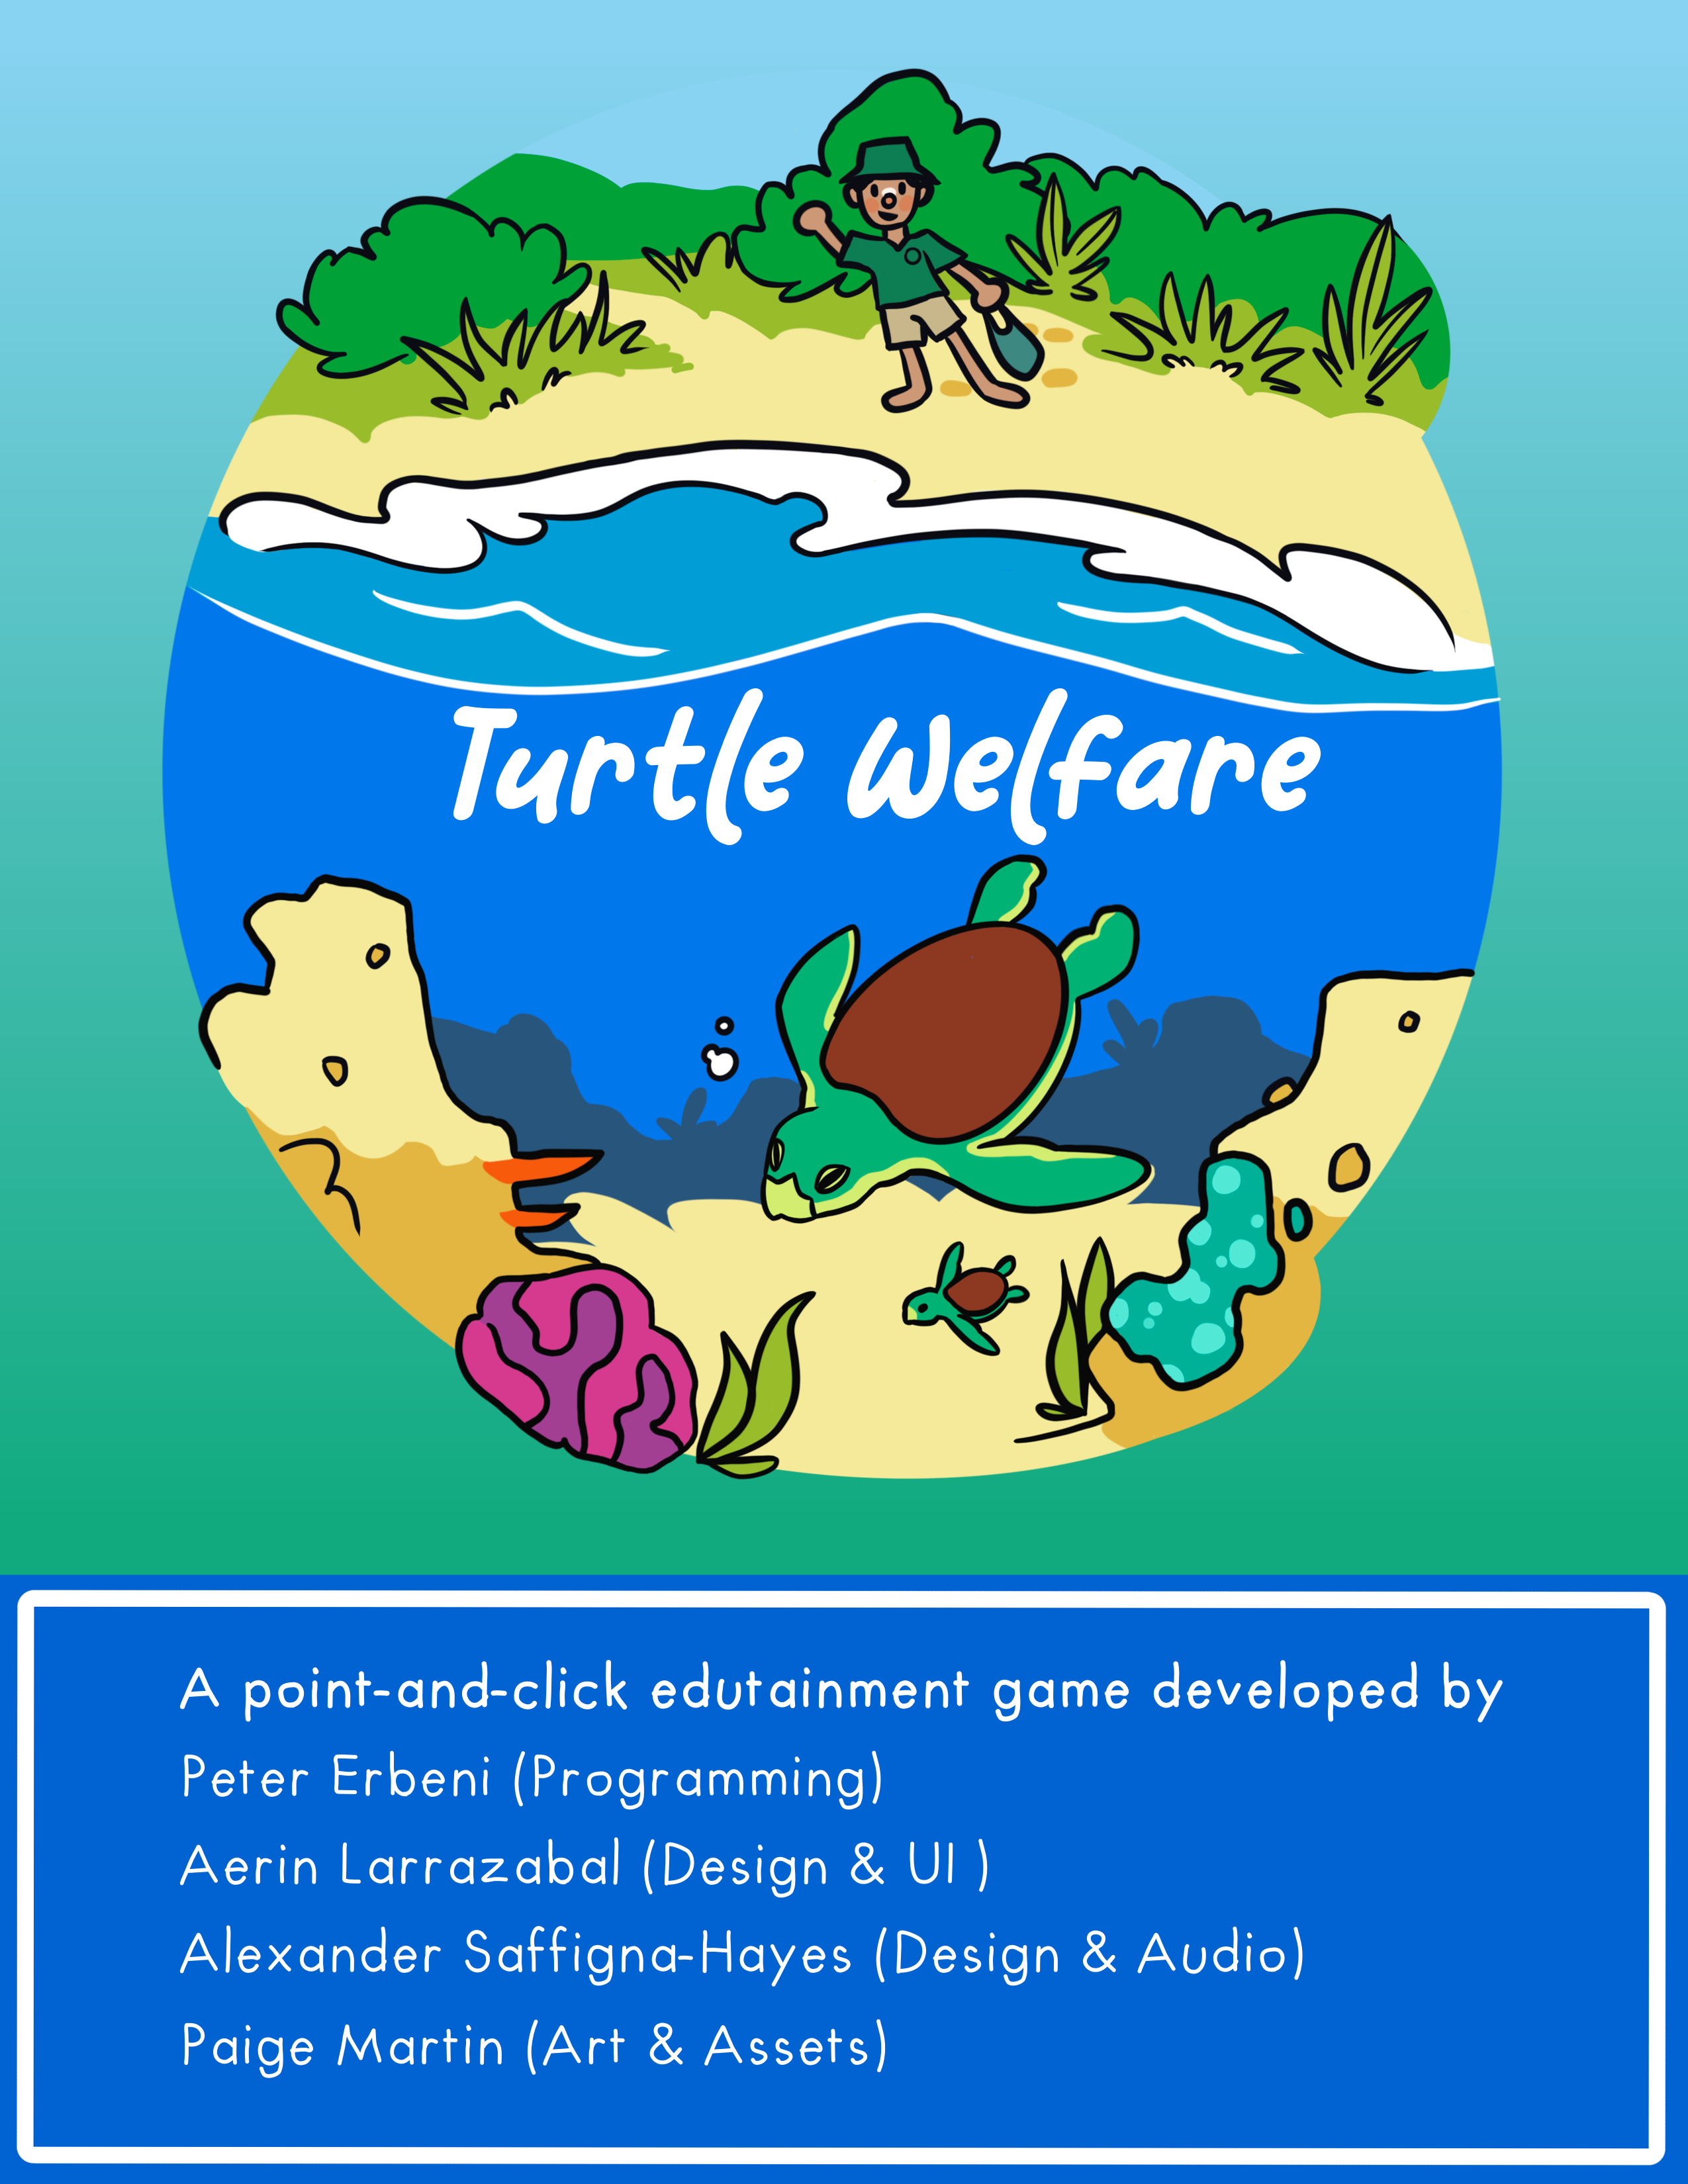 Turtle Welfare
A point-and-click edutainment game developed by
Peter Erbeni (Programming)
Aerin Larrazabal (Design & UI )
Alexander Saffigna-Hayes (Design & Audio)
Paige Martin (Art & Assets)